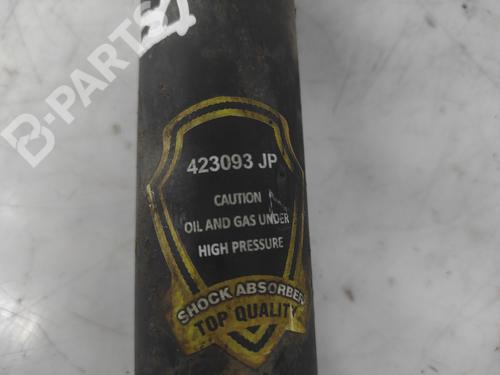 B-PARTS
423093 JP
CAUTION
OIL AND GAS UNDER
HIGH PRESSURE
SHOCK ABSORBER
TOP QUALITY